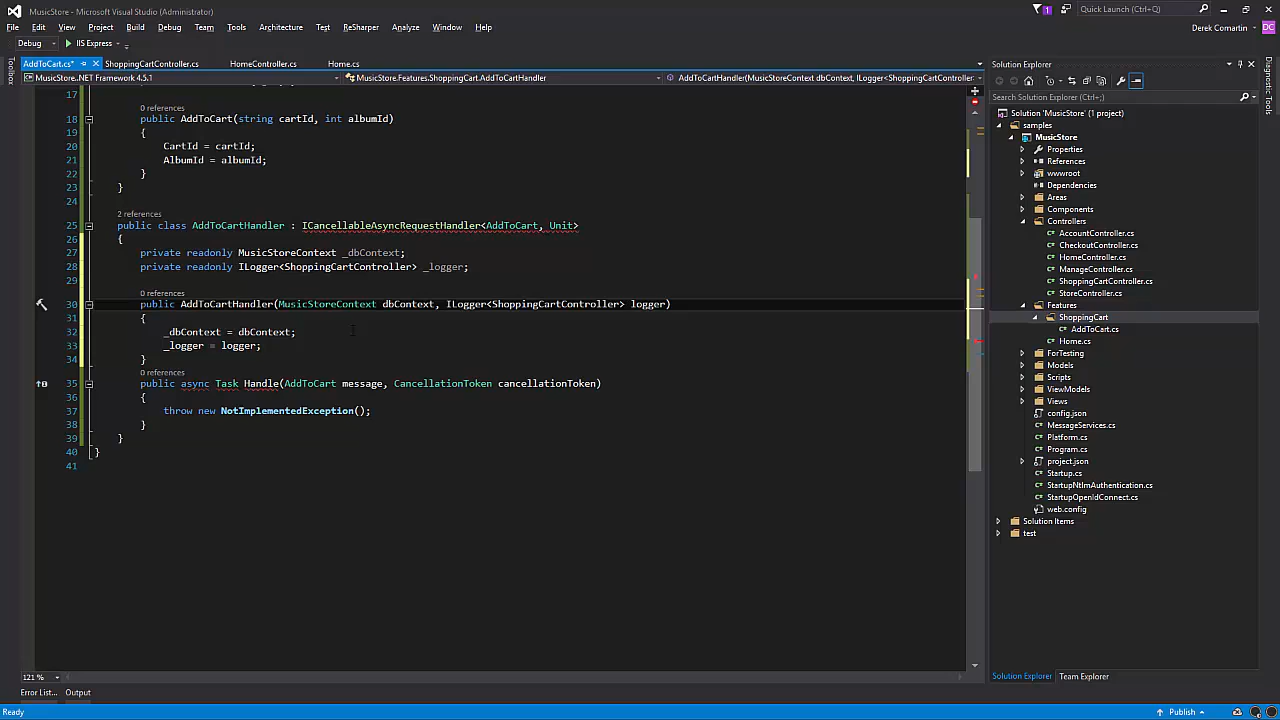 MusicStore - Microsoft Visual Studio (Administrator)
1
Quick Launch (Ctrl+Q)
File Edit View Project Build Debug Team Tools Architecture Test ReSharper Analyze Window Help
Derek Comartin DC
Debug IIS Express
Toolbox
AddToCart.cs* ShoppingCartController.cs HomeController.cs Home.cs
MusicStore.NET Framework 4.5.1 MusicStore.Features.ShoppingCart.AddToCartHandler AddToCartHandler(MusicStoreContext dbContext, ILogger<ShoppingCartController
17
0 references
18 public AddToCart(string cartId, int albumId)
19 {
20 CartId = cartId;
21 AlbumId = albumId;
22 }
23 }
24
2 references
25 public class AddToCartHandler : ICancellableAsyncRequestHandler<AddToCart, Unit>
26 {
27 private readonly MusicStoreContext _dbContext;
28 private readonly ILogger<ShoppingCartController> _logger;
29
0 references
30 public AddToCartHandler(MusicStoreContext dbContext, ILogger<ShoppingCartController> logger)
31 {
32 _dbContext = dbContext;
33 _logger = logger;
34 }
0 references
35 public async Task Handle(AddToCart message, CancellationToken cancellationToken)
36 {
37 throw new NotImplementedException();
38 }
39 }
40 }
41
121 %
Error List... Output
Ready
Publish
Solution Explorer
Search Solution Explorer (Ctrl+;)
Solution 'MusicStore' (1 project)
samples
MusicStore
Properties
References
wwwroot
Dependencies
Areas
Components
Controllers
AccountController.cs
CheckoutController.cs
HomeController.cs
ManageController.cs
ShoppingCartController.cs
StoreController.cs
Features
ShoppingCart
AddToCart.cs
Home.cs
ForTesting
Models
Scripts
ViewModels
Views
config.json
MessageServices.cs
Platform.cs
Program.cs
project.json
Startup.cs
StartupNtlmAuthentication.cs
StartupOpenIdConnect.cs
web.config
Solution Items
test
Solution Explorer Team Explorer
Diagnostic Tools